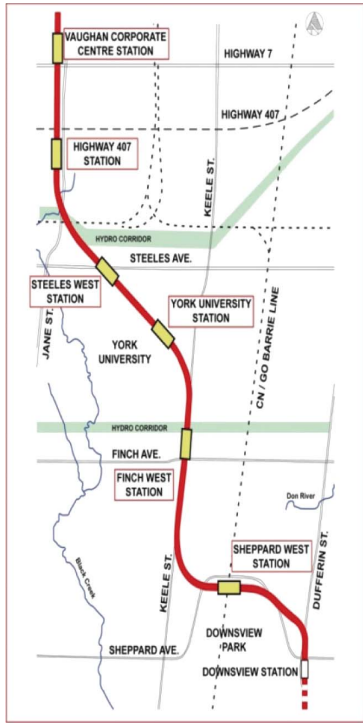 VAUGHAN CORPORATE
CENTRE STATION
HIGHWAY 7
HIGHWAY 407
HIGHWAY 407
STATION
KEELE ST.
HYDRO CORRIDOR
STEELES AVE.
STEELES WEST
STATION
JANE ST.
YORK UNIVERSITY
STATION
YORK
UNIVERSITY
CN / GO BARRIE LINE
HYDRO CORRIDOR
FINCH AVE.
FINCH WEST
STATION
Don River
SHEPPARD WEST
STATION
DUFFERIN ST.
Black Creek
KEELE ST.
DOWNSVIEW
PARK
SHEPPARD AVE.
DOWNSVIEW STATION